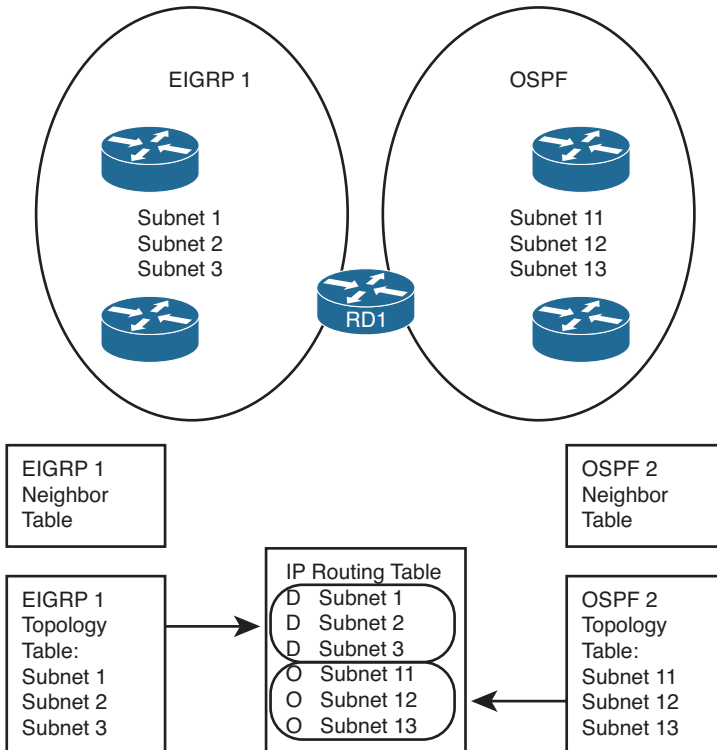 EIGRP 1
OSPF
Subnet 1
Subnet 2
Subnet 3
Subnet 11
Subnet 12
Subnet 13
RD1
EIGRP 1
Neighbor
Table
OSPF 2
Neighbor
Table
EIGRP 1
Topology
Table:
Subnet 1
Subnet 2
Subnet 3
IP Routing Table
D Subnet 1
D Subnet 2
D Subnet 3
O Subnet 11
O Subnet 12
O Subnet 13
OSPF 2
Topology
Table:
Subnet 11
Subnet 12
Subnet 13